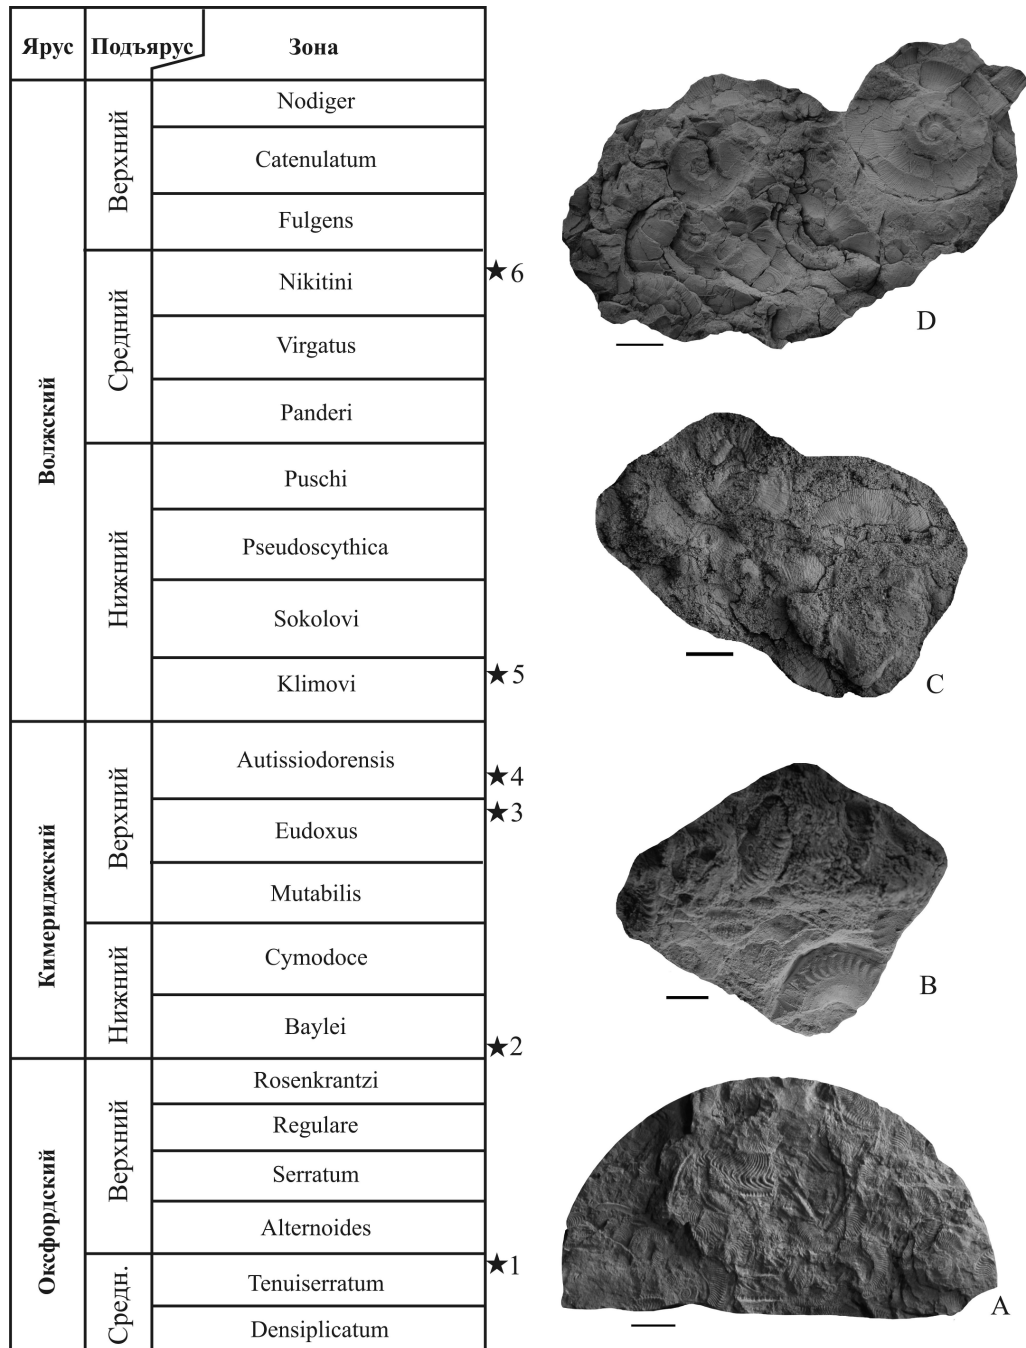 Ярус Подъярус Зона
Волжский
Верхний
Nodiger
Catenulatum
Fulgens
Средний
Nikitini
★6
Virgatus
Panderi
Нижний
Puschi
Pseudoscythica
Sokolovi
Klimovi
★5
Кимериджский
Верхний
Autissiodorensis
★4
★3
Eudoxus
Mutabilis
Нижний
Cymodoce
Baylei
★2
Оксфордский
Верхний
Rosenkrantzi
Regulare
Serratum
Alternoides
Средн.
★1
Tenuiserratum
Densiplicatum
D
C
B
A